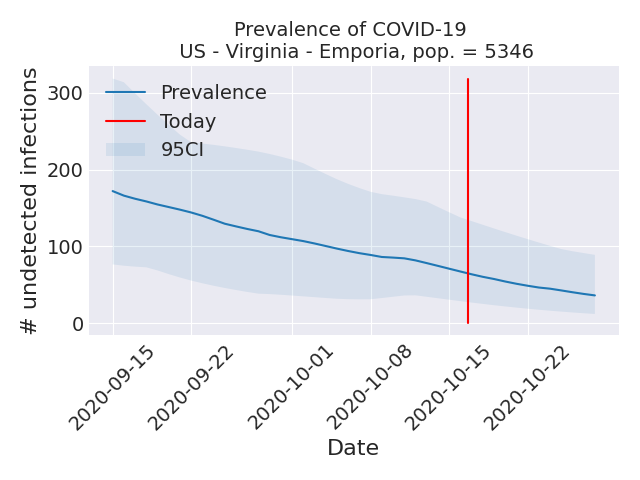 Prevalence of COVID-19
US - Virginia - Emporia, pop. = 5346
# undetected infections
300
200
100
0
Prevalence
Today
95CI
2020-09-15
2020-09-22
2020-10-01
2020-10-08
2020-10-15
2020-10-22
Date